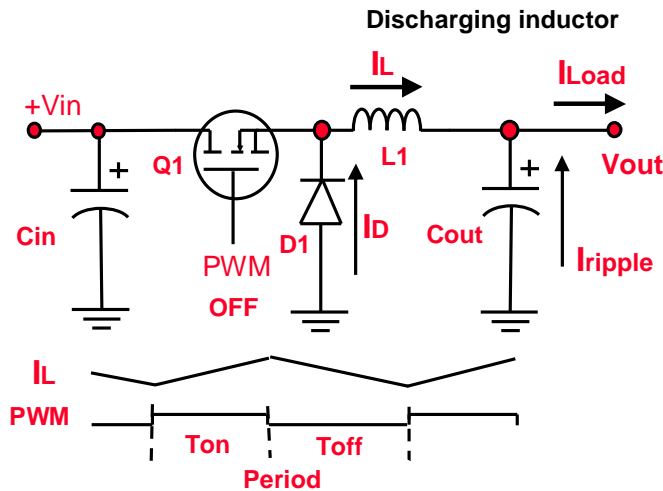 Discharging inductor
IL
ILoad
+Vin
Q1
L1
Vout
+
+
Cin
D1
ID
Cout
Iripple
PWM
OFF
IL
PWM
Ton
Toff
Period